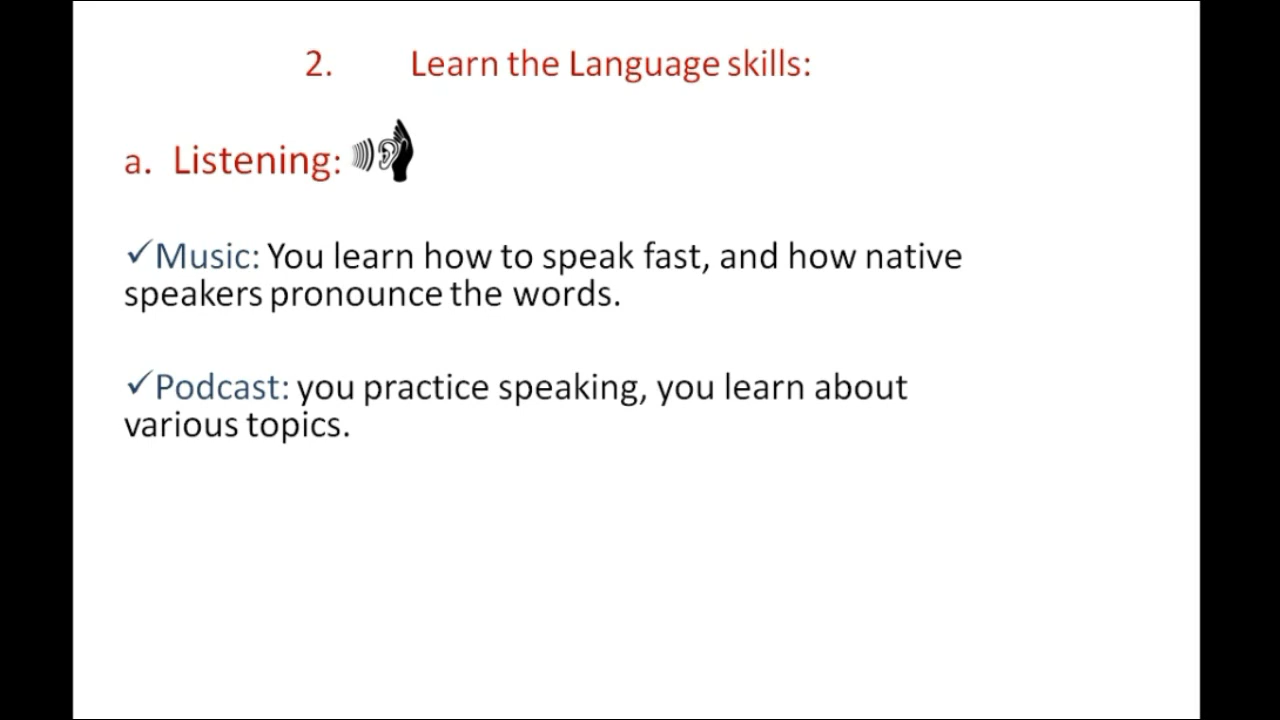 2. Learn the Language skills:
a. Listening:
✓Music: You learn how to speak fast, and how native
speakers pronounce the words.
✓Podcast: you practice speaking, you learn about
various topics.